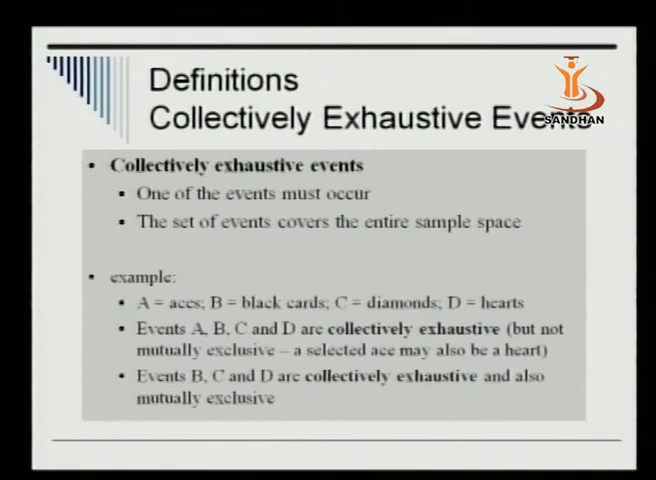 Definitions
Collectively Exhaustive Events
SANDHAN
• Collectively exhaustive events
• One of the events must occur
• The set of events covers the entire sample space
• example:
• A = aces; B = black cards; C = diamonds; D = hearts
• Events A, B, C and D are collectively exhaustive (but not
mutually exclusive – a selected ace may also be a heart)
• Events B, C and D are collectively exhaustive and also
mutually exclusive